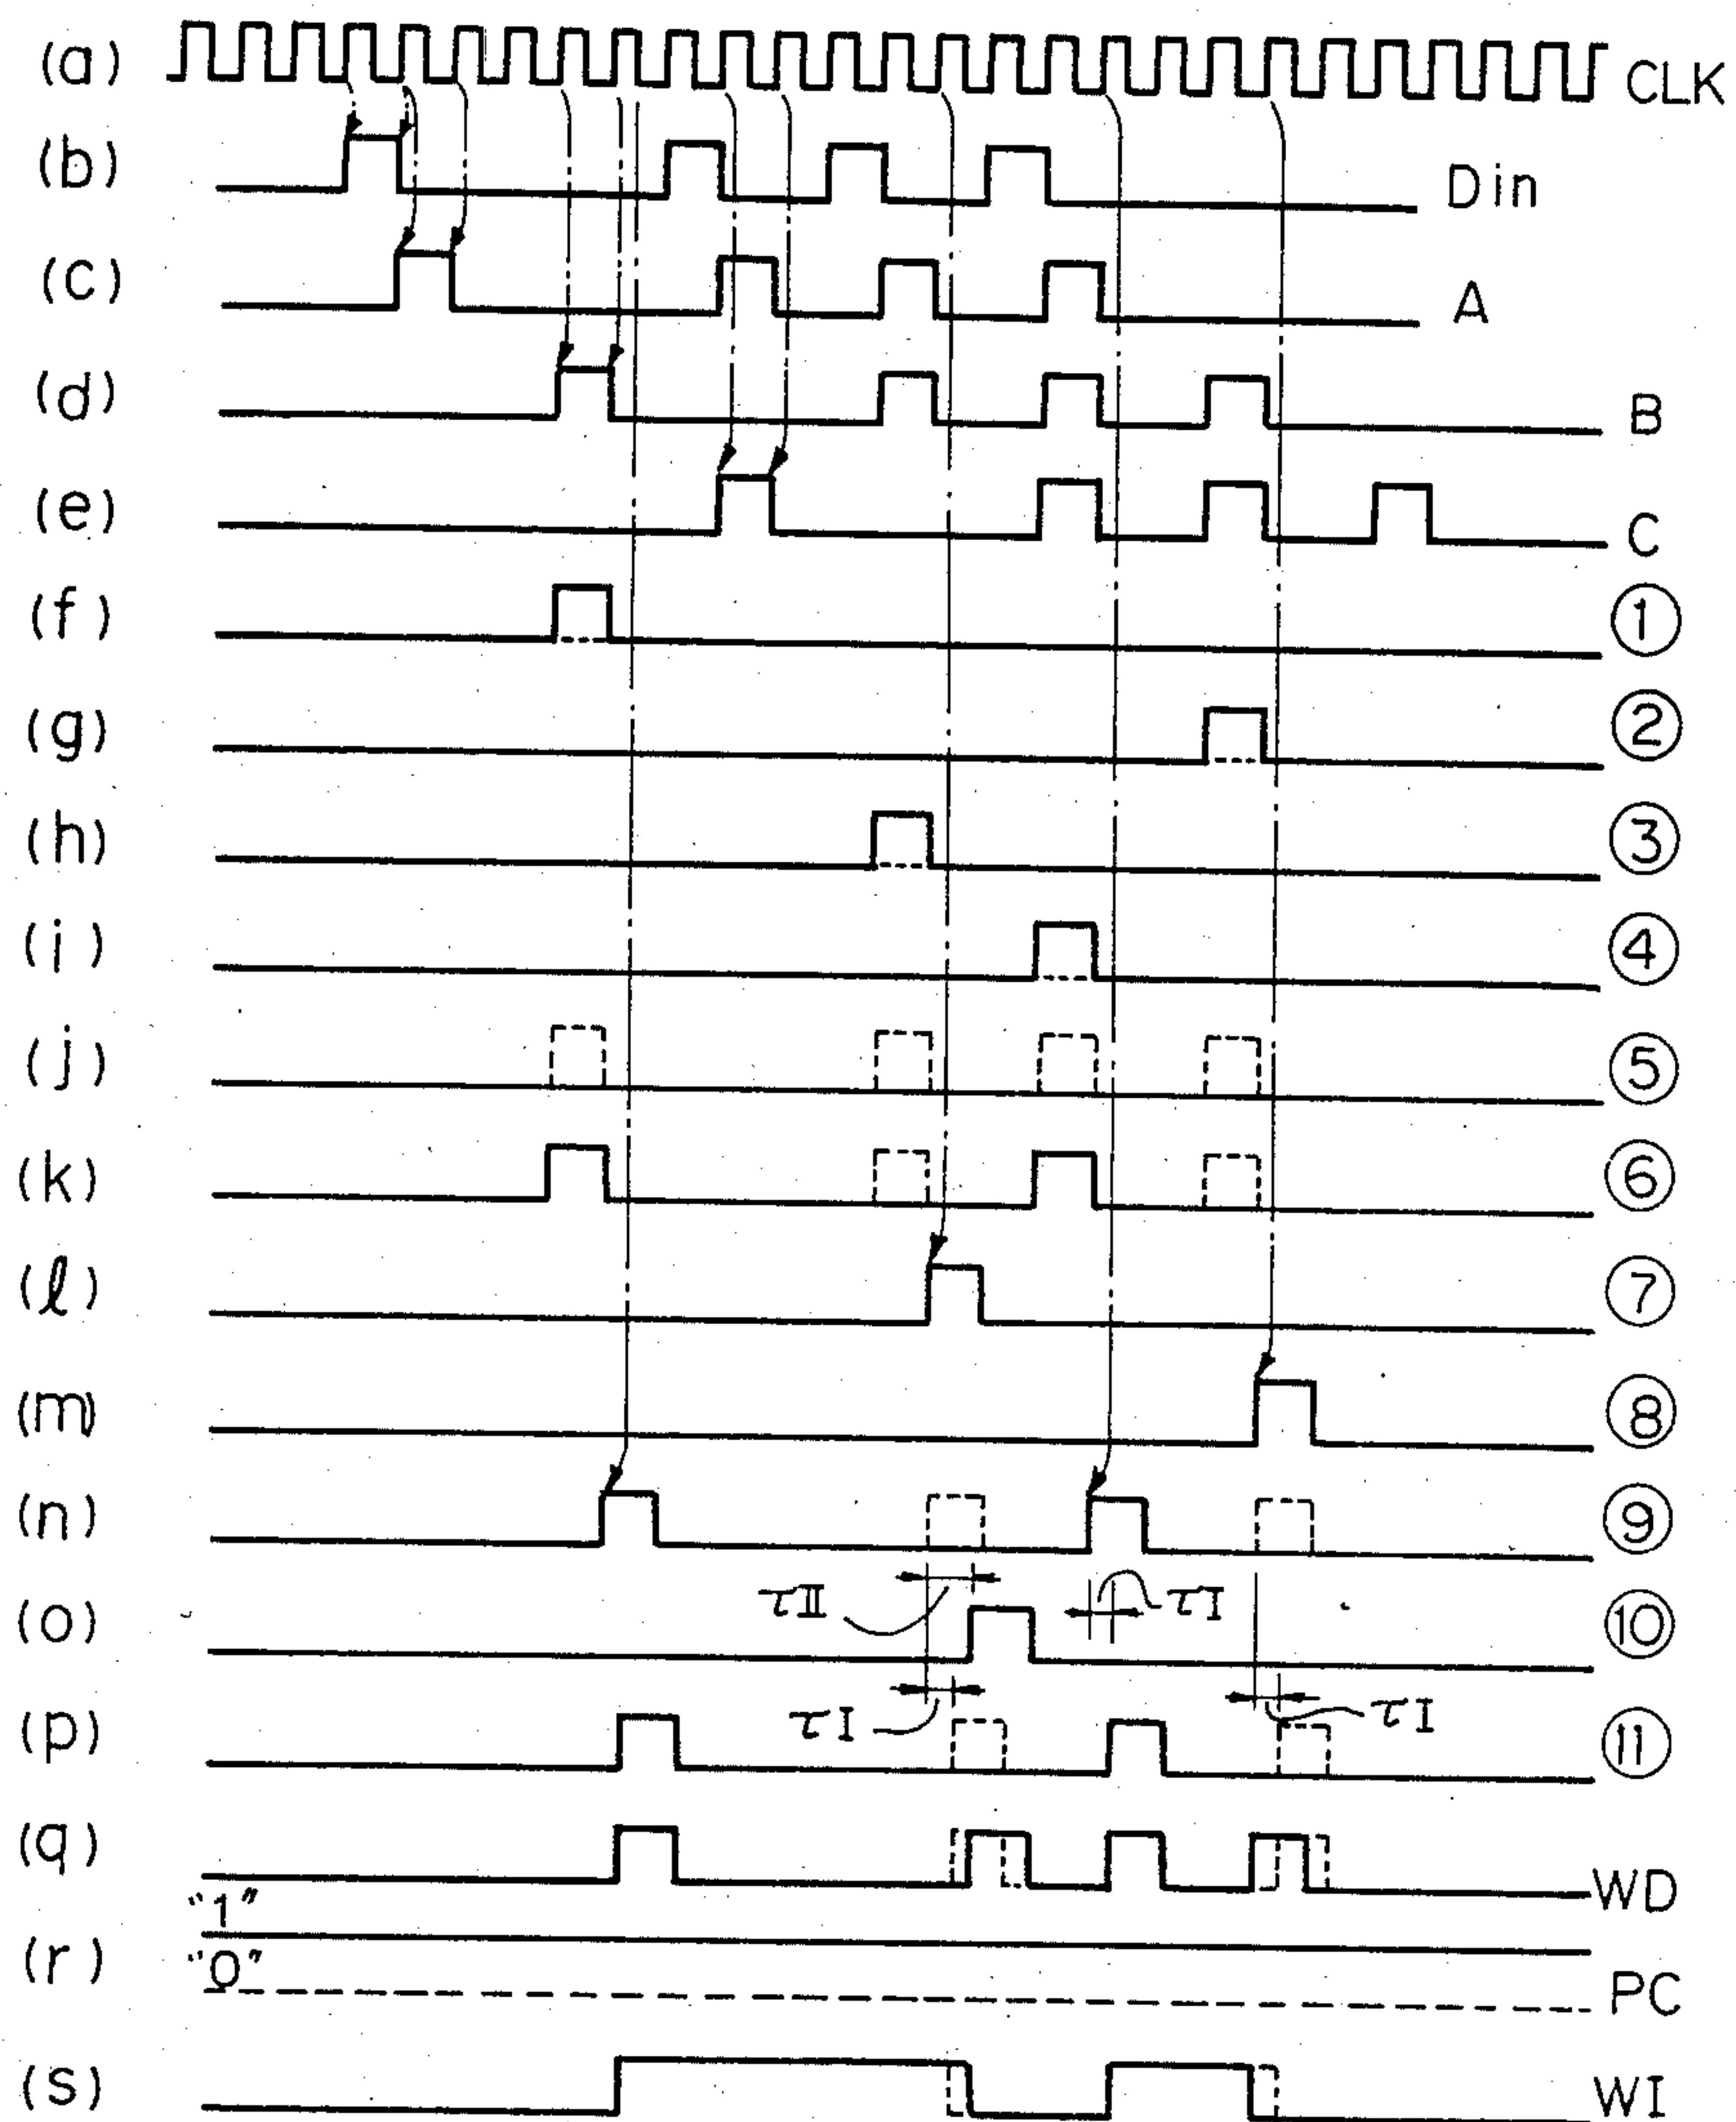 (a) CLK
(b) Din
(c) A
(d) B
(e) C
(f) ①
(g) ②
(h) ③
(i) ④
(j) ⑤
(k) ⑥
(ℓ) ⑦
(m) ⑧
(n) ⑨
τII τI
(o) ⑩
τI τI
(p) ⑪
(q) WD
"1"
(r) "0" PC
(s) WI